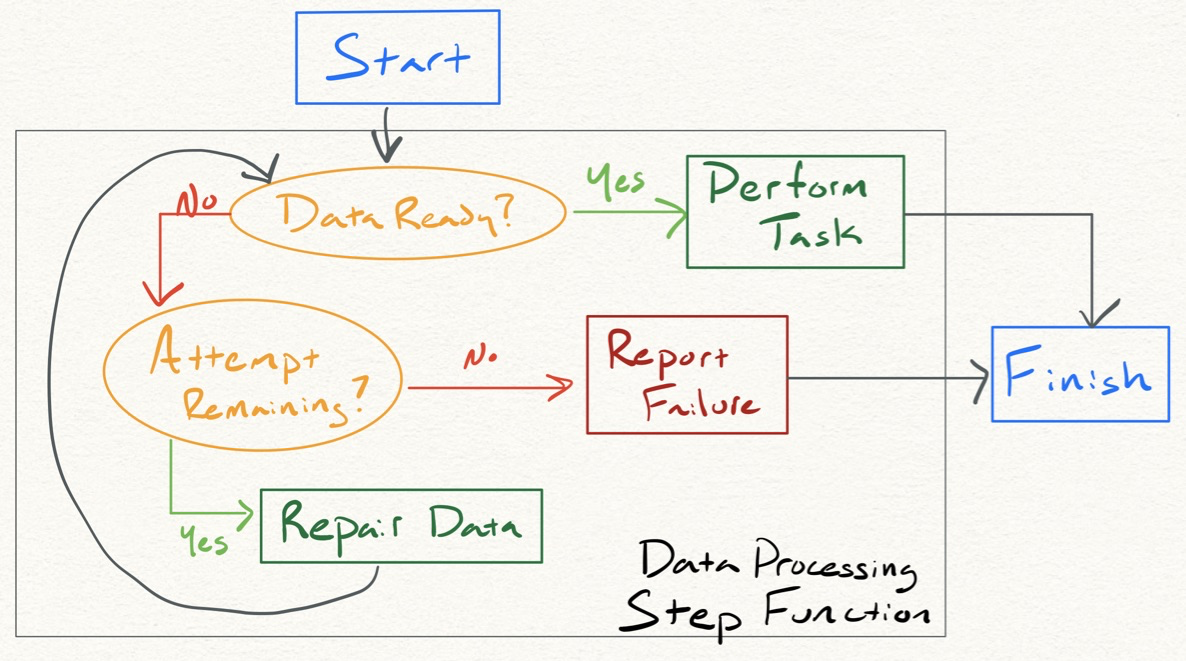 Start
No
Data Ready?
Yes
Perform
Task
Attempt
Remaining?
No
Report
Failure
Finish
Yes
Repair Data
Data Processing
Step Function